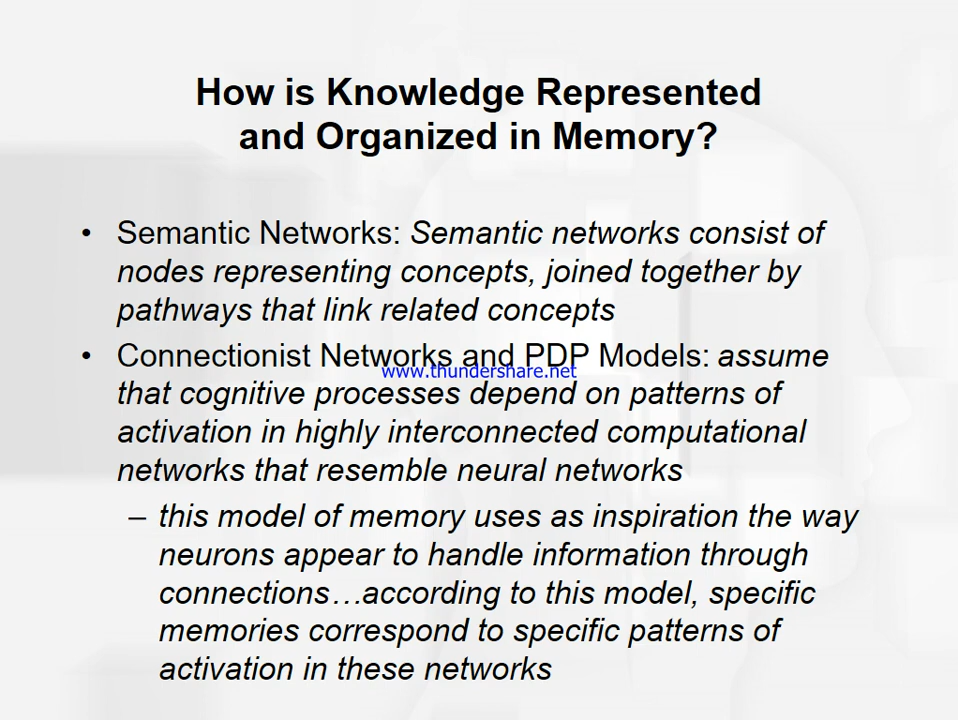 How is Knowledge Represented
and Organized in Memory?
• Semantic Networks: Semantic networks consist of
nodes representing concepts, joined together by
pathways that link related concepts
• Connectionist Networks and PDP Models: assume
www.thundershare.net
that cognitive processes depend on patterns of
activation in highly interconnected computational
networks that resemble neural networks
– this model of memory uses as inspiration the way
neurons appear to handle information through
connections…according to this model, specific
memories correspond to specific patterns of
activation in these networks